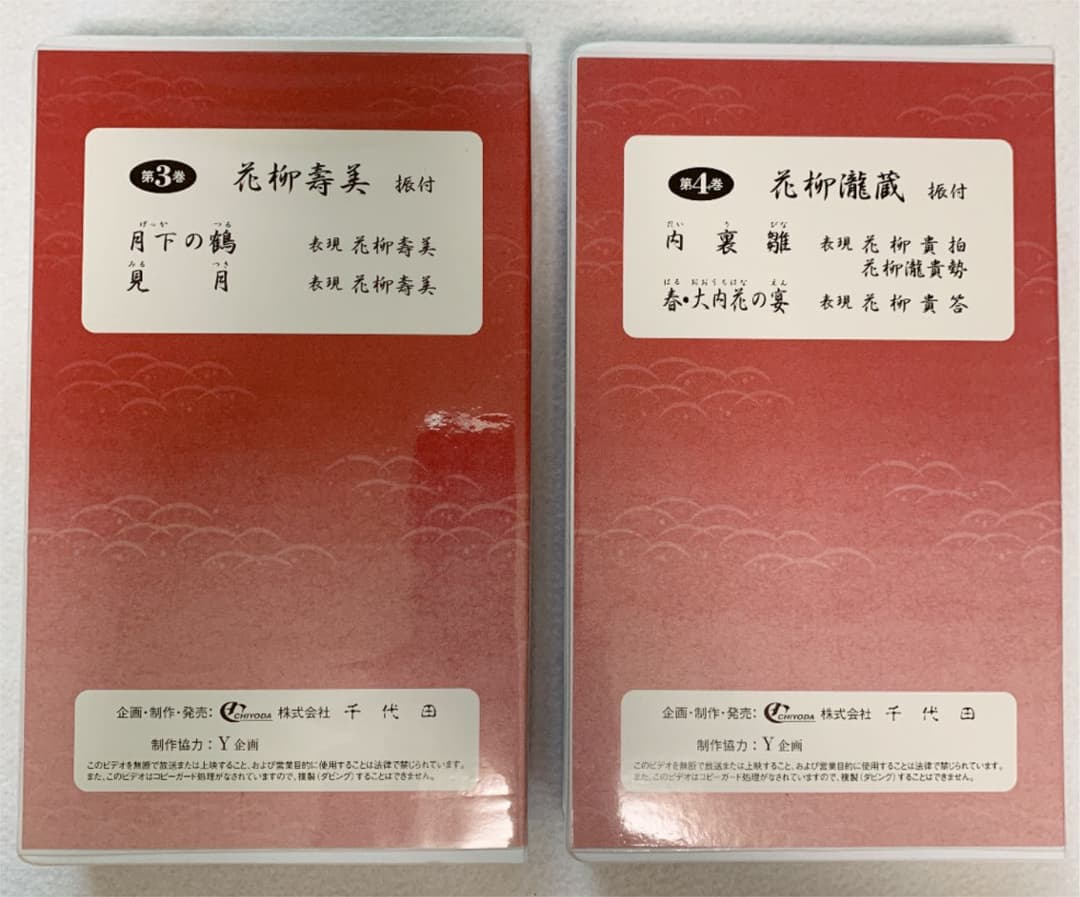 第3巻 花柳壽美 振付
げっか つる
月下の鶴 表現 花柳壽美
みる つき
見月 表現 花柳壽美
企画・制作・発売: CHIYODA 株式会社 千代田
制作協力:Y企画
このビデオを無断で放送または上映すること、および営業目的に使用することは法律で禁じられています。
また、このビデオはコピーガード処理がなされていますので、複製(ダビング)することはできません。
第4巻 花柳瀧蔵 振付
だい り びな
内裏雛 表現 花柳貴拍
花柳瀧貴勢
はる おおうちはな えん
春・大内花の宴 表現 花柳貴答
企画・制作・発売: CHIYODA 株式会社 千代田
制作協力:Y企画
このビデオを無断で放送または上映すること、および営業目的に使用することは法律で禁じられています。
また、このビデオはコピーガード処理がなされていますので、複製(ダビング)することはできません。